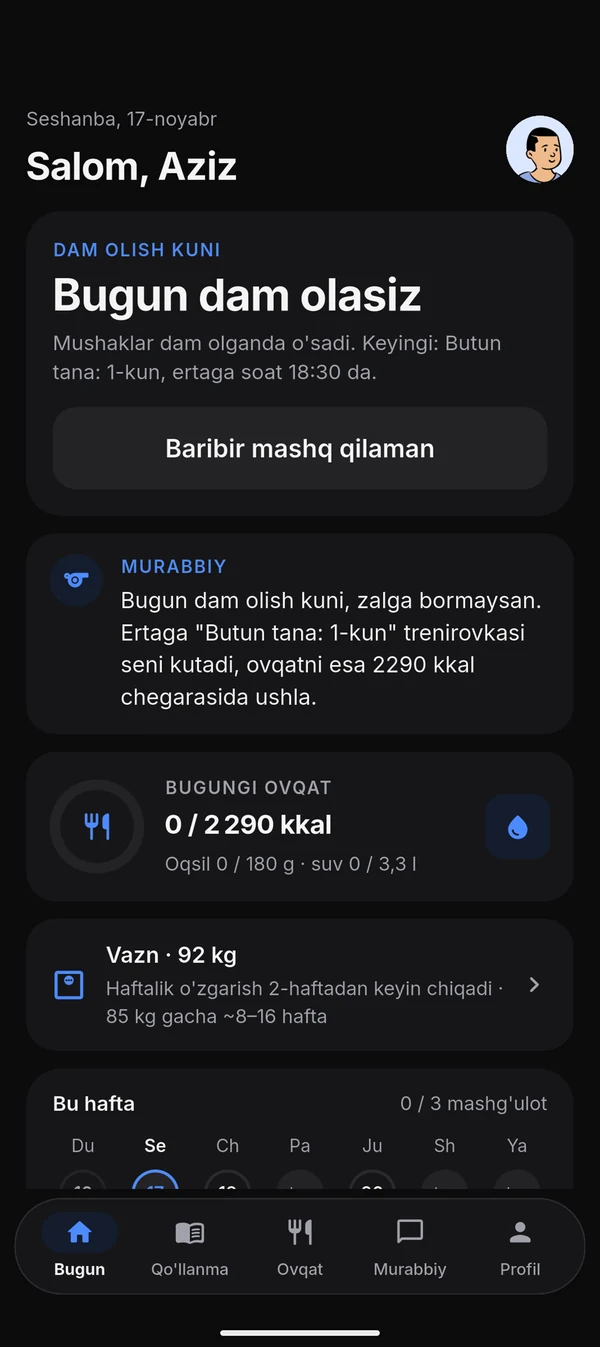 Seshanba, 17-noyabr
Salom, Aziz
DAM OLISH KUNI
Bugun dam olasiz
Mushaklar dam olganda o'sadi. Keyingi: Butun
tana: 1-kun, ertaga soat 18:30 da.
Baribir mashq qilaman
MURABBIY
Bugun dam olish kuni, zalga bormaysan.
Ertaga "Butun tana: 1-kun" trenirovkasi
seni kutadi, ovqatni esa 2290 kkal
chegarasida ushla.
BUGUNGI OVQAT
0 / 2 290 kkal
Oqsil 0 / 180 g · suv 0 / 3,3 l
Vazn · 92 kg
Haftalik o'zgarish 2-haftadan keyin chiqadi ·
85 kg gacha ~8–16 hafta
Bu hafta
0 / 3 mashg'ulot
Du Se Ch Pa Ju Sh Ya
Bugun Qo'llanma Ovqat Murabbiy Profil